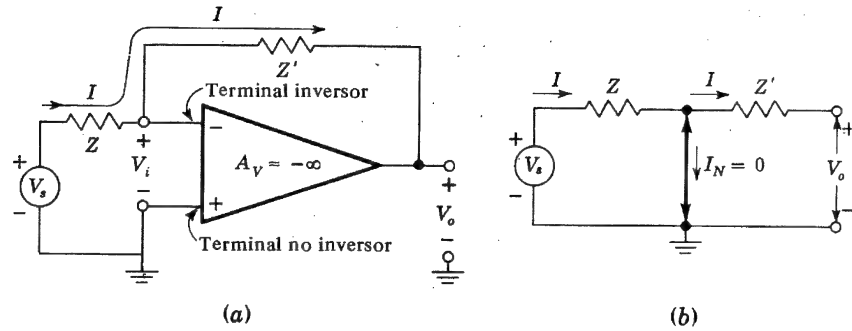 I
Z'
I
Terminal inversor
Z
+
V_i
-
-
A_V = -∞
+
+
V_s
-
Terminal no inversor
+
V_o
-
(a)
I
Z
I
Z'
+
V_s
-
I_N = 0
+
V_o
-
(b)